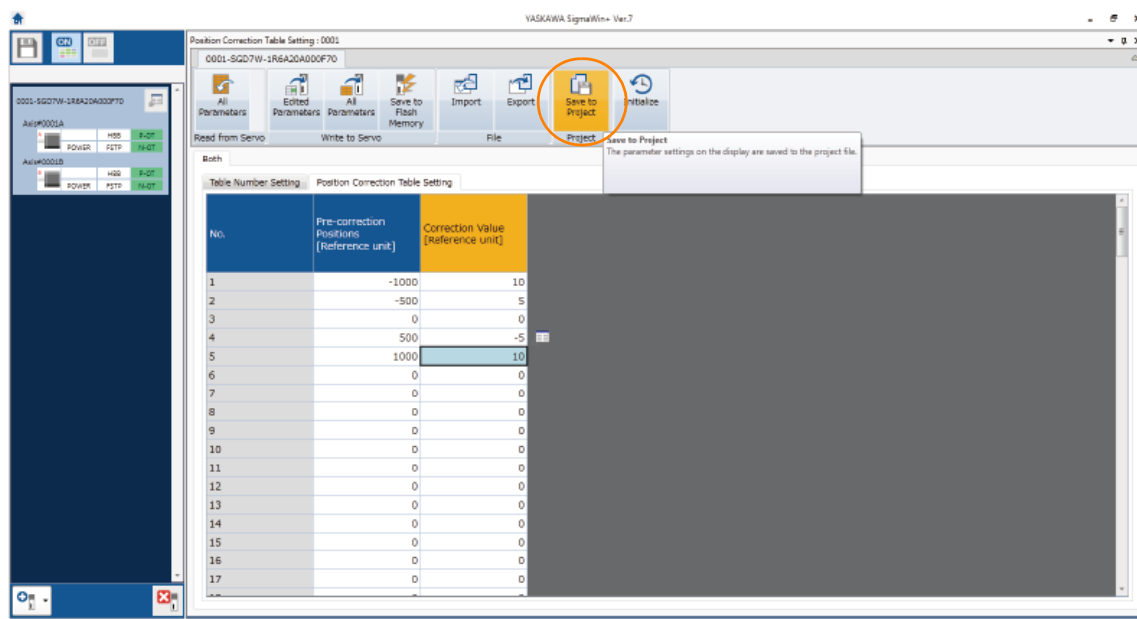 YASKAWA SigmaWin+ Ver.7
ON
OFF
Position Correction Table Setting : 0001
0001-SGD7W-1R6A20A000F70
All Parameters
Edited Parameters
All Parameters
Save to Flash Memory
Import
Export
Save to Project
Initialize
Read from Servo
Write to Servo
File
Project
Save to Project
The parameter settings on the display are saved to the project file.
0001-SGD7W-1R6A20A000F70
Axis#0001A
HBB
P-OT
POWER
FSTP
N-OT
Axis#0001B
HBB
P-OT
POWER
FSTP
N-OT
Both
Table Number Setting
Position Correction Table Setting
No.
Pre-correction Positions [Reference unit]
Correction Value [Reference unit]
1 -1000 10
2 -500 5
3 0 0
4 500 -5
5 1000 10
6 0 0
7 0 0
8 0 0
9 0 0
10 0 0
11 0 0
12 0 0
13 0 0
14 0 0
15 0 0
16 0 0
17 0 0